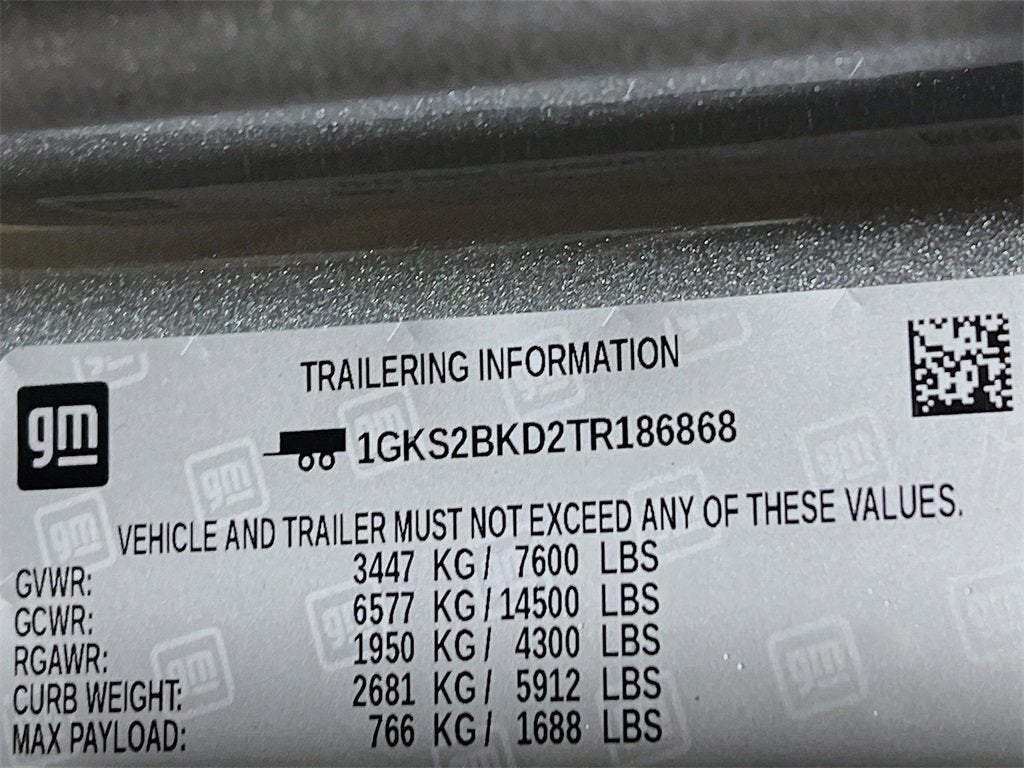 TRAILERING INFORMATION
gm
1GKS2BKD2TR186868
VEHICLE AND TRAILER MUST NOT EXCEED ANY OF THESE VALUES.
GVWR: 3447 KG / 7600 LBS
GCWR: 6577 KG / 14500 LBS
RGAWR: 1950 KG / 4300 LBS
CURB WEIGHT: 2681 KG / 5912 LBS
MAX PAYLOAD: 766 KG / 1688 LBS